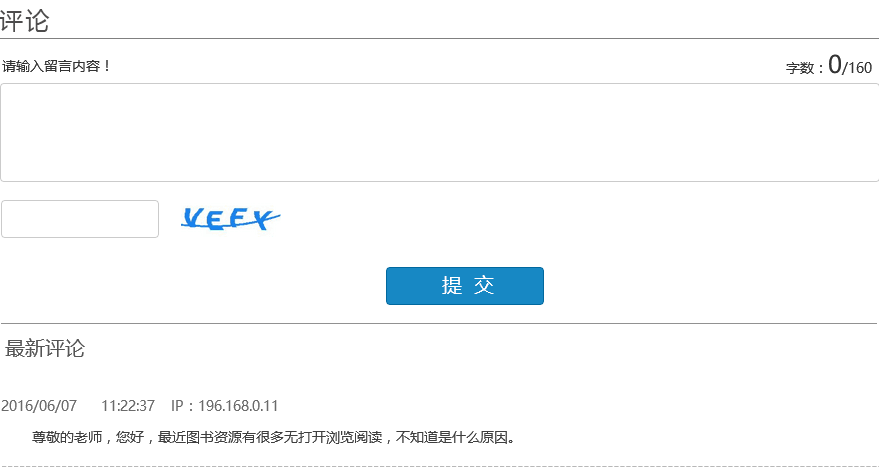 评论
请输入留言内容！
字数：0/160
VEFX
提 交
最新评论
2016/06/07 11:22:37 IP：196.168.0.11
尊敬的老师，您好，最近图书资源有很多无打开浏览阅读，不知道是什么原因。